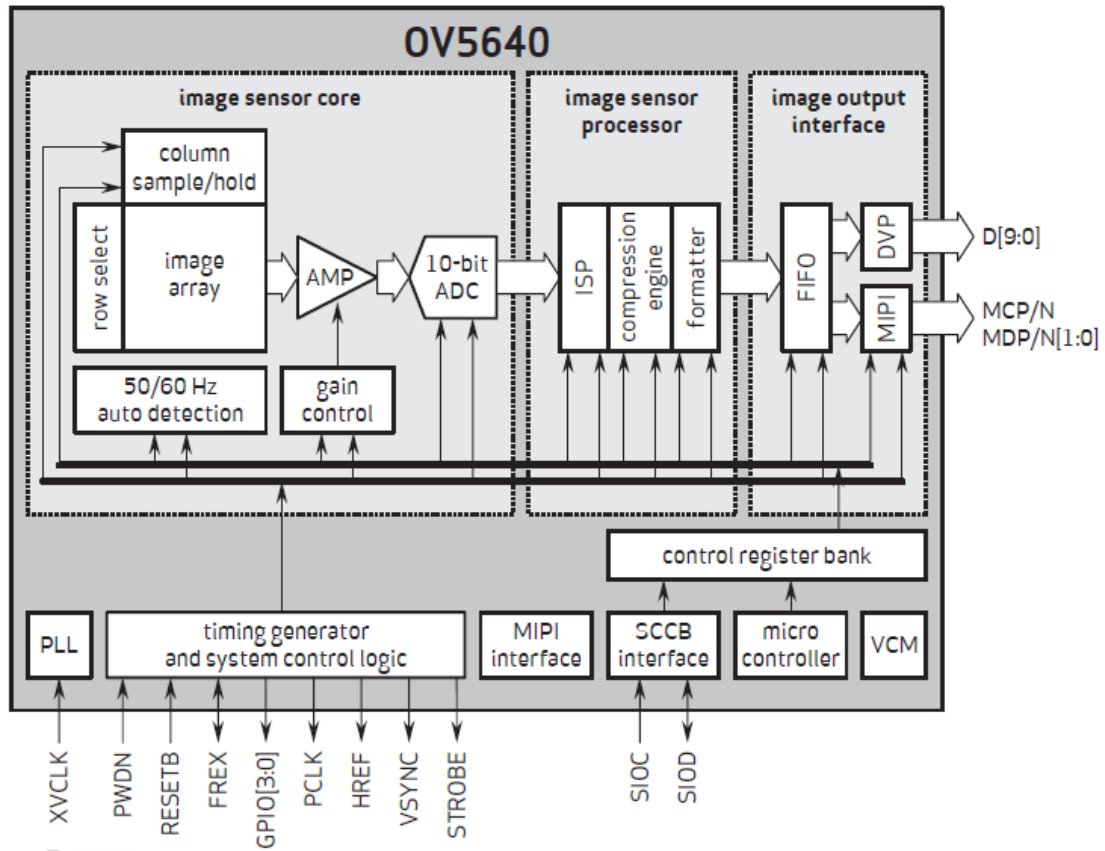 OV5640
image sensor core
image sensor
processor
image output
interface
column
sample/hold
row select
image
array
AMP
10-bit
ADC
ISP
compression
engine
formatter
FIFO
DVP
MIPI
D[9:0]
MCP/N
MDP/N[1:0]
50/60 Hz
auto detection
gain
control
control register bank
PLL
timing generator
and system control logic
MIPI
interface
SCCB
interface
micro
controller
VCM
XVCLK
PWDN
RESETB
FREX
GPIO[3:0]
PCLK
HREF
VSYNC
STROBE
SIOC
SIOD